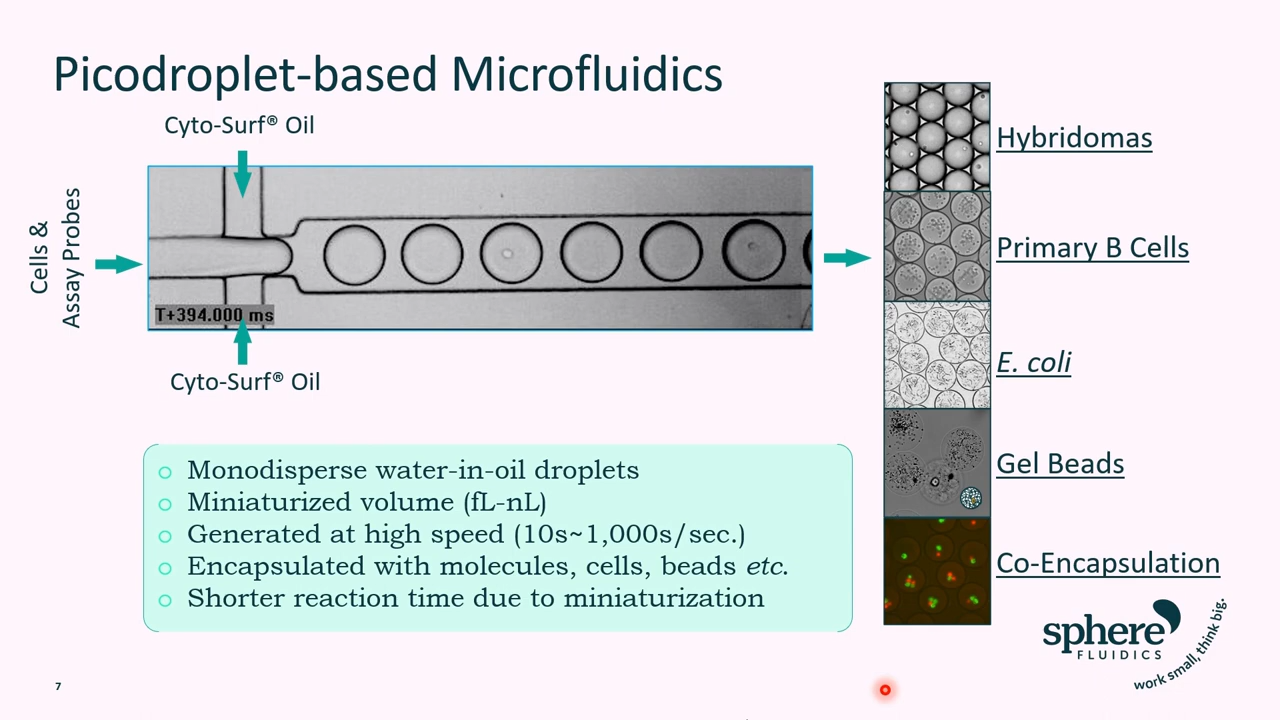 Picodroplet-based Microfluidics
Cyto-Surf® Oil
Cells &
Assay Probes
T+394.000 ms
Cyto-Surf® Oil
Hybridomas
Primary B Cells
E. coli
Gel Beads
Co-Encapsulation
Monodisperse water-in-oil droplets
Miniaturized volume (fL-nL)
Generated at high speed (10s~1,000s/sec.)
Encapsulated with molecules, cells, beads etc.
Shorter reaction time due to miniaturization
sphere
FLUIDICS
work small, think big.
7